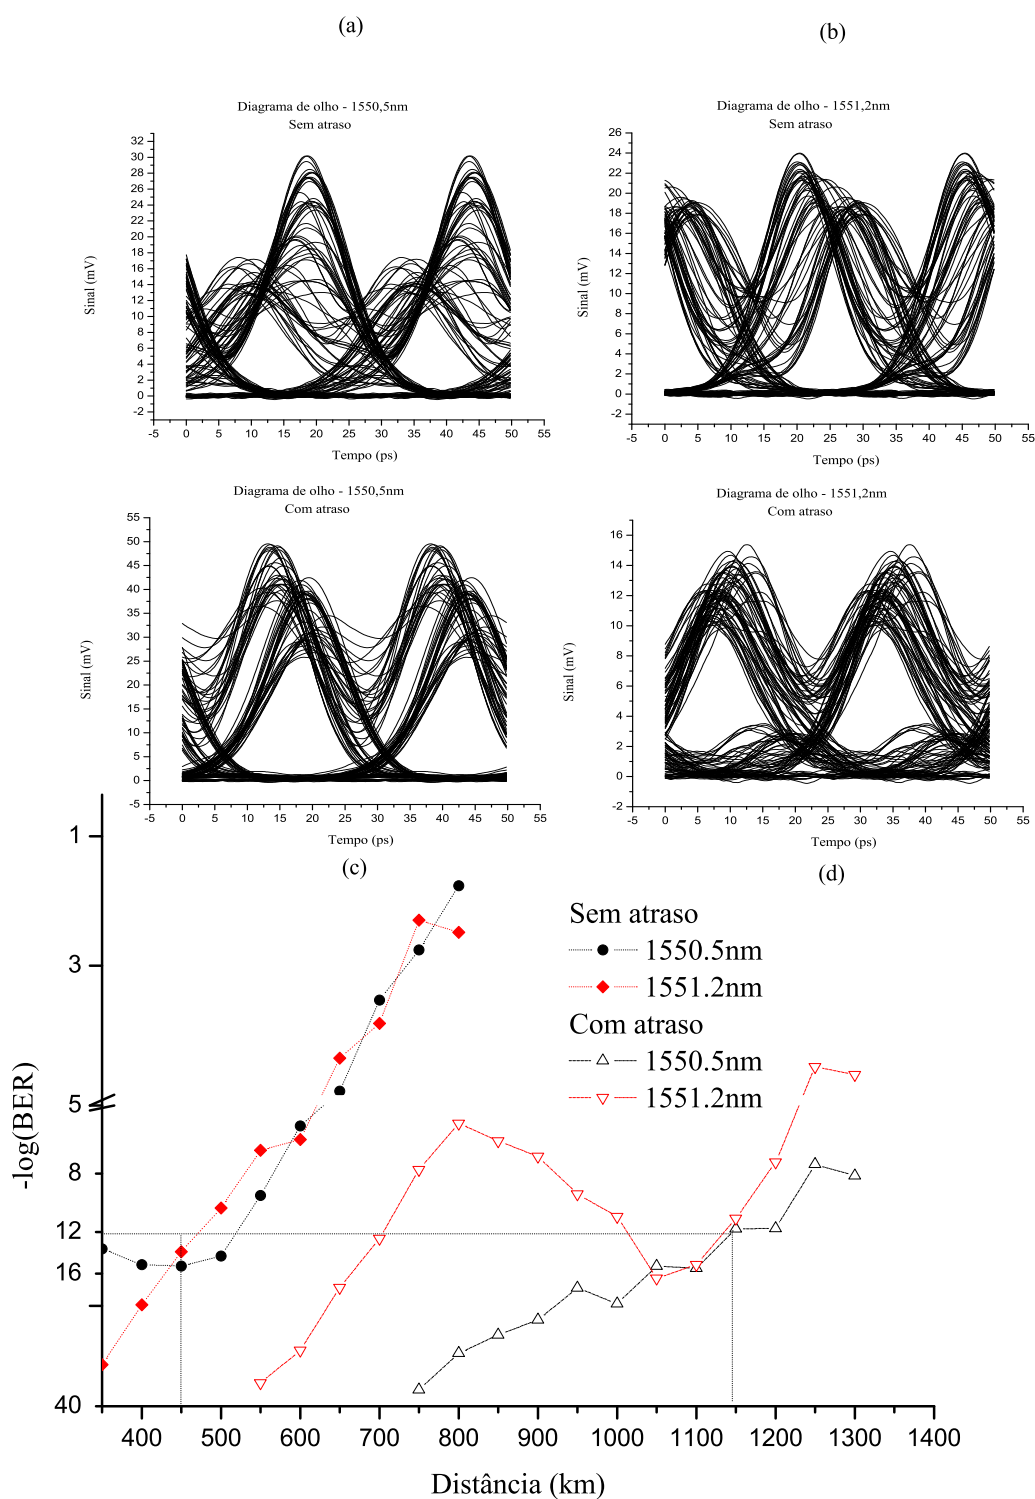 (a)
(b)
Diagrama de olho - 1550,5nm
Sem atraso
Sinal (mV)
32
30
28
26
24
22
20
18
16
14
12
10
8
6
4
2
0
-2
-5 0 5 10 15 20 25 30 35 40 45 50 55
Tempo (ps)
Diagrama de olho - 1551,2nm
Sem atraso
Sinal (mV)
26
24
22
20
18
16
14
12
10
8
6
4
2
0
-2
-5 0 5 10 15 20 25 30 35 40 45 50 55
Tempo (ps)
Diagrama de olho - 1550,5nm
Com atraso
Sinal (mV)
55
50
45
40
35
30
25
20
15
10
5
0
-5
-5 0 5 10 15 20 25 30 35 40 45 50 55
Tempo (ps)
(c)
Diagrama de olho - 1551,2nm
Com atraso
Sinal (mV)
16
14
12
10
8
6
4
2
0
-2
-5 0 5 10 15 20 25 30 35 40 45 50 55
Tempo (ps)
(d)
Sem atraso
1550.5nm
1551.2nm
Com atraso
1550.5nm
1551.2nm
-log(BER)
1
3
5
8
12
16
40
400 500 600 700 800 900 1000 1100 1200 1300 1400
Distância (km)